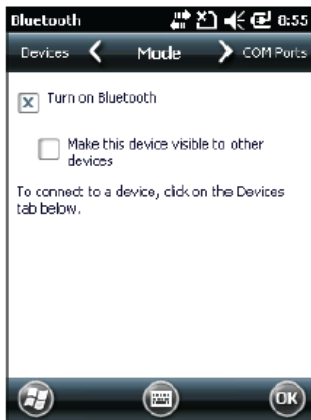 Bluetooth 8:55
Devices Mode COM Ports
Turn on Bluetooth
Make this device visible to other
devices
To connect to a device, click on the Devices
tab below.
OK